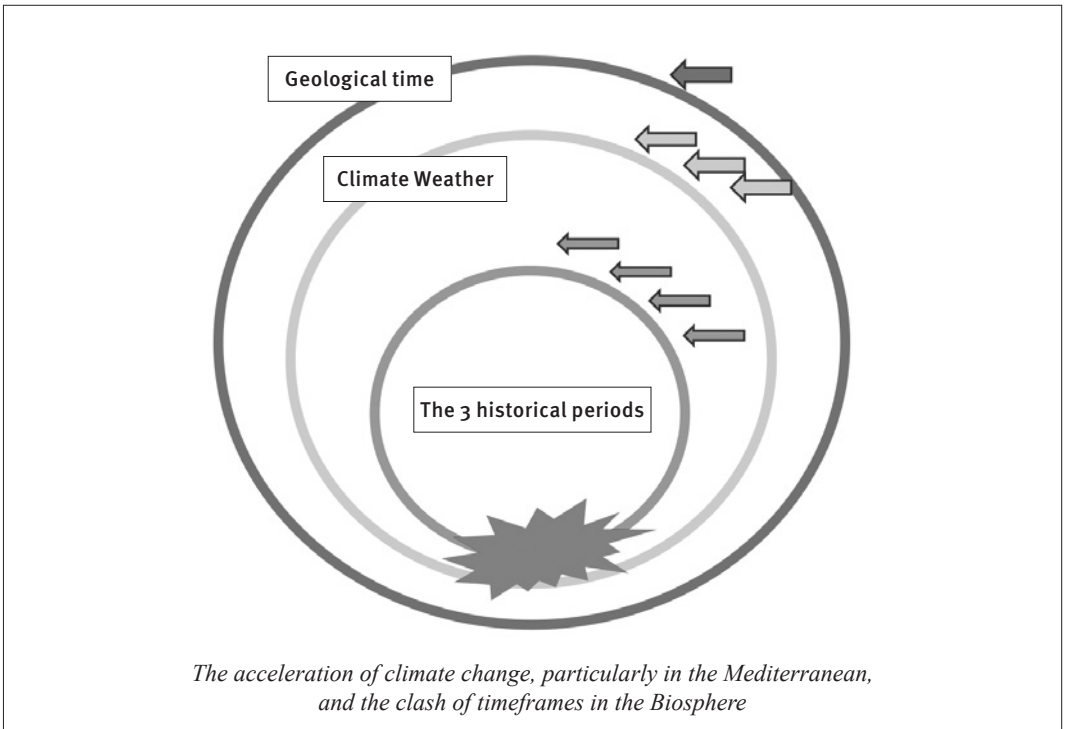 Geological time
Climate Weather
The 3 historical periods
The acceleration of climate change, particularly in the Mediterranean,
and the clash of timeframes in the Biosphere